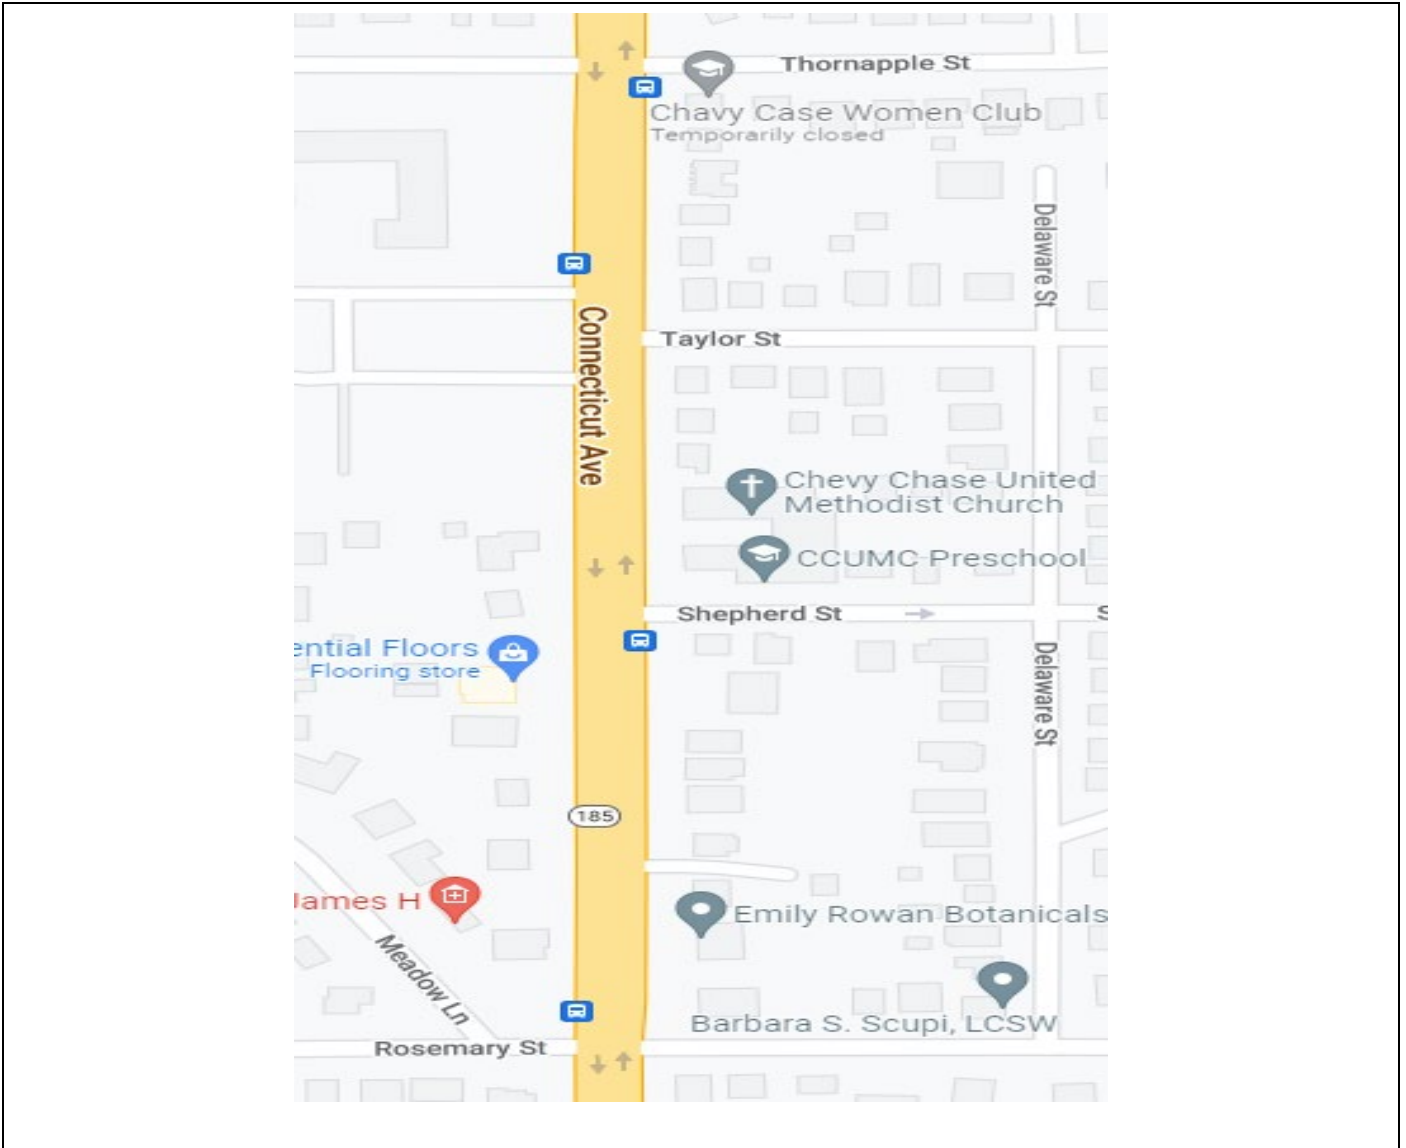 Thornapple St
Chavy Case Women Club
Temporarily closed
Delaware St
Connecticut Ave
Taylor St
Chevy Chase United
Methodist Church
CCUMC Preschool
Shepherd St
S
ential Floors
Flooring store
Delaware St
185
James H
Emily Rowan Botanicals
Meadow Ln
Barbara S. Scupi, LCSW
Rosemary St